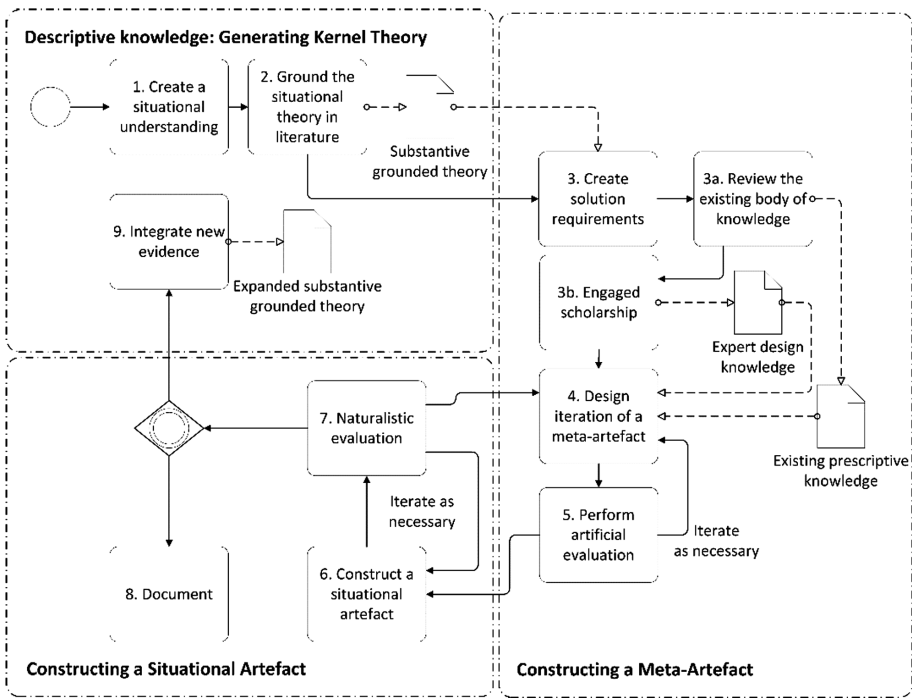 Descriptive knowledge: Generating Kernel Theory
1. Create a
situational
understanding
2. Ground the
situational
theory in
literature
Substantive
grounded theory
3. Create
solution
requirements
3a. Review the
existing body of
knowledge
9. Integrate new
evidence
Expanded substantive
grounded theory
3b. Engaged
scholarship
Expert design
knowledge
4. Design
iteration of a
meta-artefact
Existing prescriptive
knowledge
7. Naturalistic
evaluation
Iterate as
necessary
5. Perform
artificial
evaluation
Iterate
as necessary
8. Document
6. Construct a
situational
artefact
Constructing a Situational Artefact
Constructing a Meta-Artefact